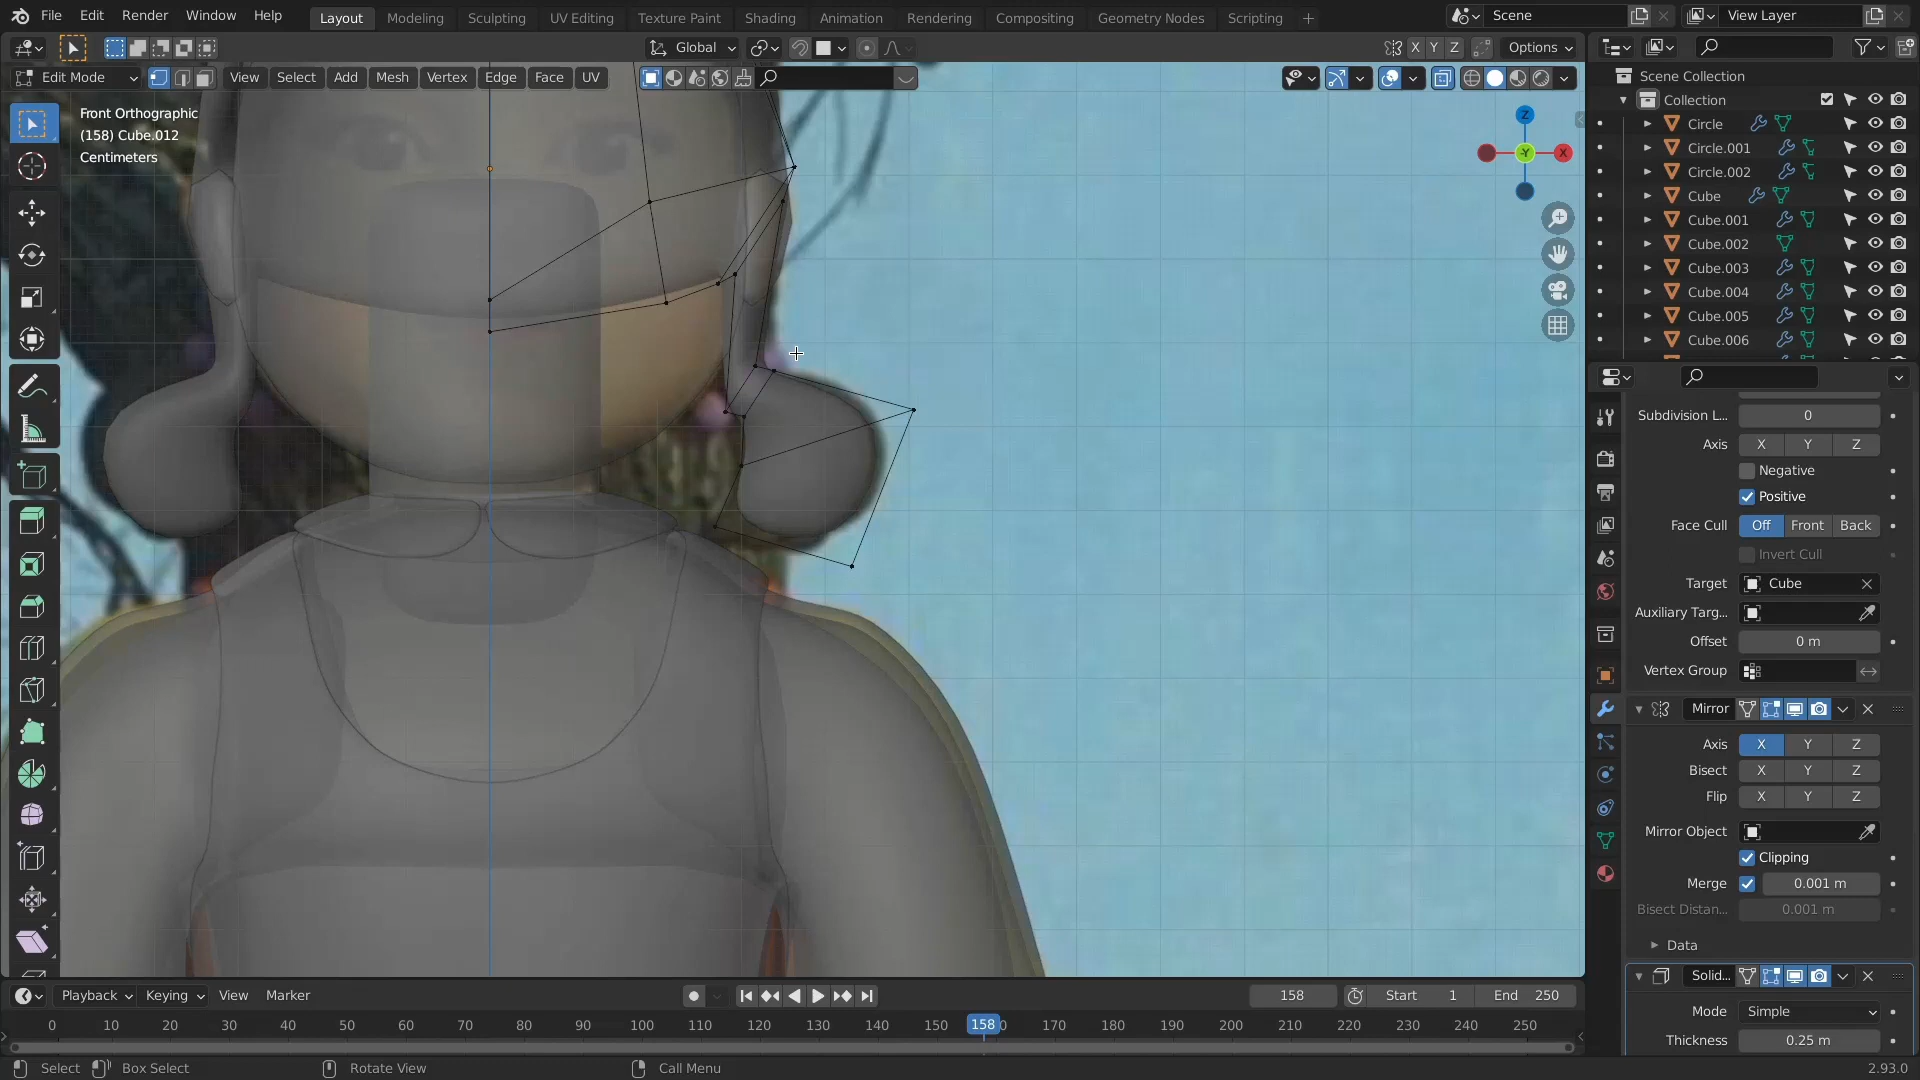 File Edit Render Window Help
Layout Modeling Sculpting UV Editing Texture Paint Shading Animation Rendering Compositing Geometry Nodes Scripting
Scene
View Layer
Global
X Y Z
Options
Edit Mode
View Select Add Mesh Vertex Edge Face UV
Front Orthographic
(158) Cube.012
Centimeters
Z
-Y
X
Scene Collection
Collection
Circle
Circle.001
Circle.002
Cube
Cube.001
Cube.002
Cube.003
Cube.004
Cube.005
Cube.006
Subdivision L... 0
Axis X Y Z
Negative
Positive
Face Cull Off Front Back
Invert Cull
Target Cube
Auxiliary Targ...
Offset 0 m
Vertex Group
Mirror
Axis X Y Z
Bisect X Y Z
Flip X Y Z
Mirror Object
Clipping
Merge 0.001 m
Bisect Distan... 0.001 m
Data
Solid...
Mode Simple
Thickness 0.25 m
Playback Keying View Marker
158 Start 1 End 250
0 10 20 30 40 50 60 70 80 90 100 110 120 130 140 150 158 0 170 180 190 200 210 220 230 240 250
Select Box Select Rotate View Call Menu
2.93.0